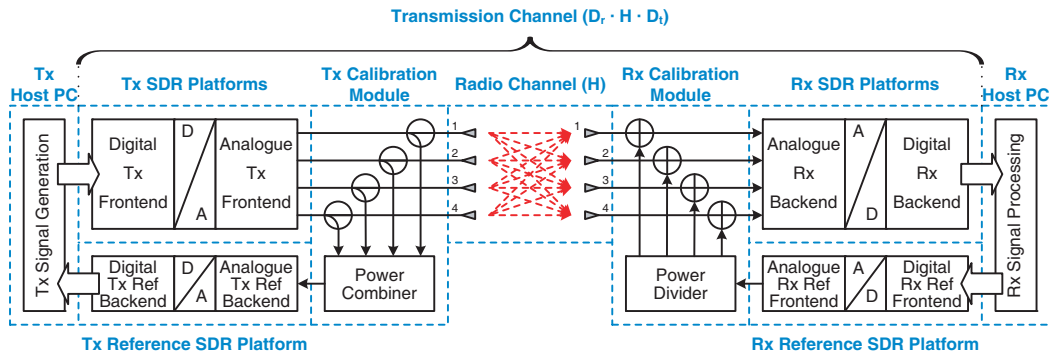 Transmission Channel (Dr · H · Dt)
Tx
Host PC
Tx SDR Platforms
Tx Calibration
Module
Radio Channel (H)
Rx Calibration
Module
Rx SDR Platforms
Rx
Host PC
Tx Signal Generation
Digital
Tx
Frontend
D
A
Analogue
Tx
Frontend
1
2
3
4
1
2
3
4
Analogue
Rx
Backend
A
D
Digital
Rx
Backend
Rx Signal Processing
Digital
Tx Ref
Backend
D
A
Analogue
Tx Ref
Backend
Power
Combiner
Power
Divider
Analogue
Rx Ref
Frontend
A
D
Digital
Rx Ref
Frontend
Tx Reference SDR Platform
Rx Reference SDR Platform